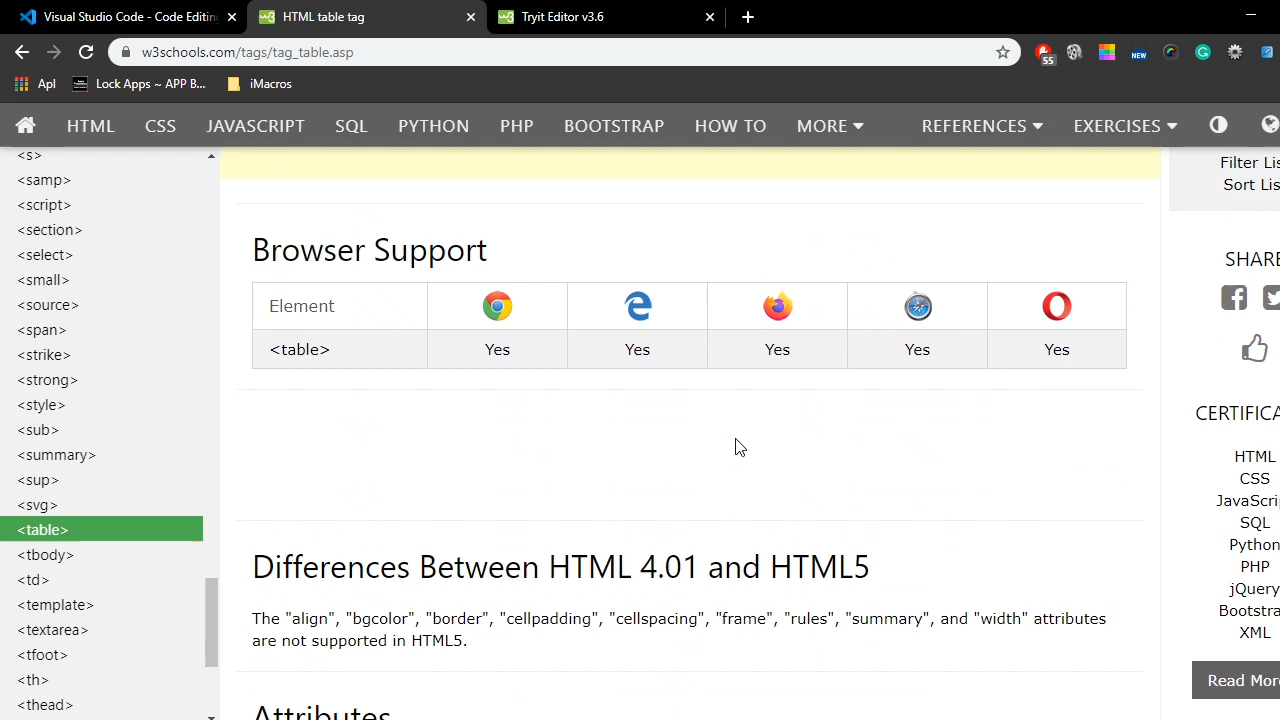 Visual Studio Code - Code Editing
HTML table tag
Tryit Editor v3.6
w3schools.com/tags/tag_table.asp
55
NEW
Apl
Lock Apps ~ APP B...
iMacros
HTML
CSS
JAVASCRIPT
SQL
PYTHON
PHP
BOOTSTRAP
HOW TO
MORE
REFERENCES
EXERCISES
<s>
<samp>
<script>
<section>
<select>
<small>
<source>
<span>
<strike>
<strong>
<style>
<sub>
<summary>
<sup>
<svg>
<table>
<tbody>
<td>
<template>
<textarea>
<tfoot>
<th>
<thead>
Browser Support
Element
<table> Yes Yes Yes Yes Yes
Differences Between HTML 4.01 and HTML5
The "align", "bgcolor", "border", "cellpadding", "cellspacing", "frame", "rules", "summary", and "width" attributes
are not supported in HTML5.
Attributes
Filter Lis
Sort Lis
SHARE
CERTIFICA
HTML
CSS
JavaScri
SQL
Python
PHP
jQuery
Bootstra
XML
Read Mor